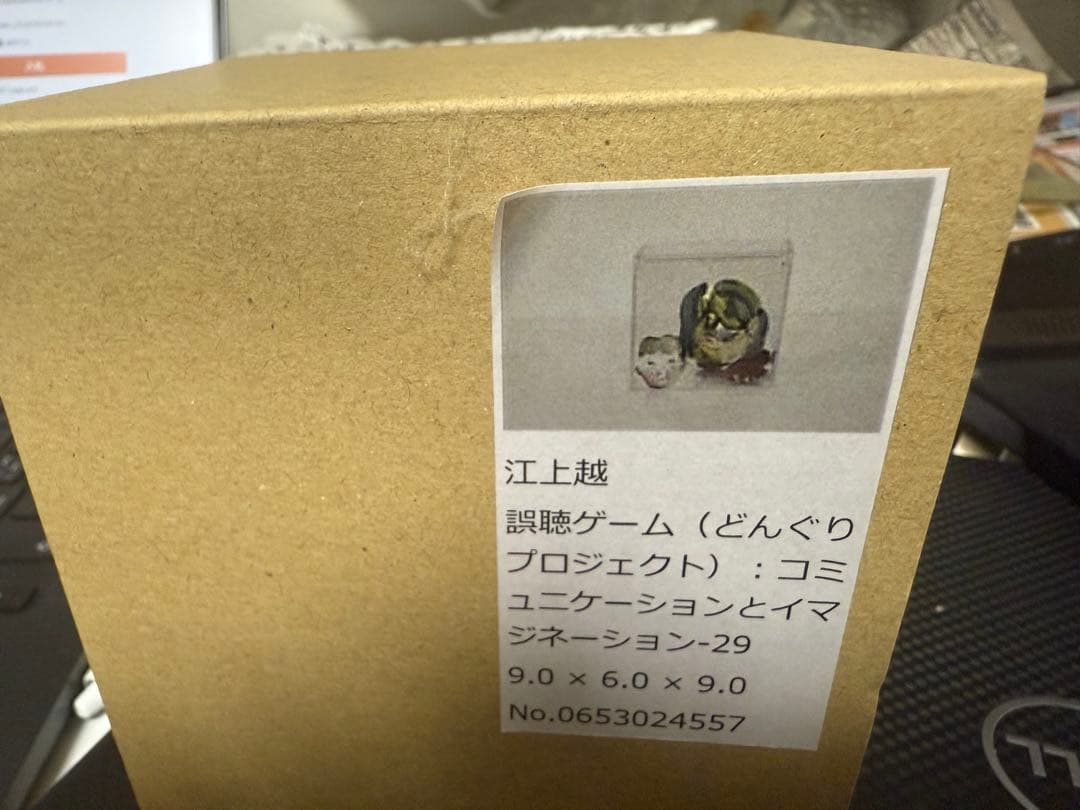 江上越
誤聴ゲーム（どんぐり
プロジェクト）：コミ
ュニケーションとイマ
ジネーション-29
9.0 × 6.0 × 9.0
No.0653024557